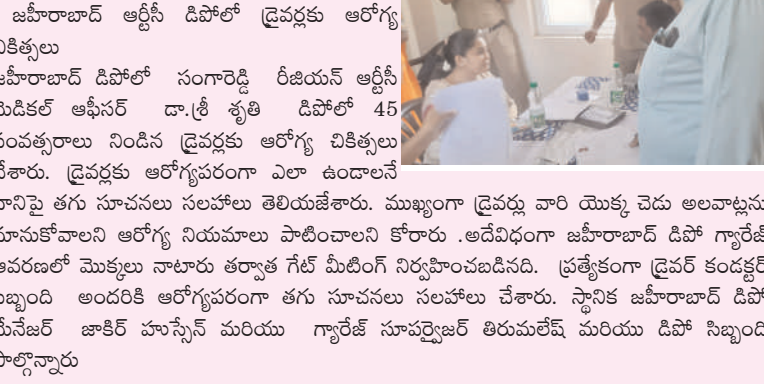 జహీరాబాద్ ఆర్టీసీ డిపోలో డ్రైవర్లకు ఆరోగ్య
చికిత్సలు
జహీరాబాద్ డిపోలో సంగారెడ్డి రీజియన్ ఆర్టీసీ
మెడికల్ ఆఫీసర్ డా.శ్రీ శృతి డిపోలో 45
సంవత్సరాలు నిండిన డ్రైవర్లకు ఆరోగ్య చికిత్సలు
చేశారు. డ్రైవర్లకు ఆరోగ్యపరంగా ఎలా ఉండాలనే
దానిపై తగు సూచనలు సలహాలు తెలియజేశారు. ముఖ్యంగా డ్రైవర్లు వారి యొక్క చెడు అలవాట్లను
మానుకోవాలని ఆరోగ్య నియమాలు పాటించాలని కోరారు .అదేవిధంగా జహీరాబాద్ డిపో గ్యారేజ్
ఆవరణలో మొక్కలు నాటారు తర్వాత గేట్ మీటింగ్ నిర్వహించబడినది. ప్రత్యేకంగా డ్రైవర్ కండక్టర్
సిబ్బంది అందరికి ఆరోగ్యపరంగా తగు సూచనలు సలహాలు చేశారు. స్థానిక జహీరాబాద్ డిపో
మేనేజర్ జాకిర్ హుస్సేన్ మరియు గ్యారేజ్ సూపర్వైజర్ తిరుమలేష్ మరియు డిపో సిబ్బంది
పాల్గొన్నారు